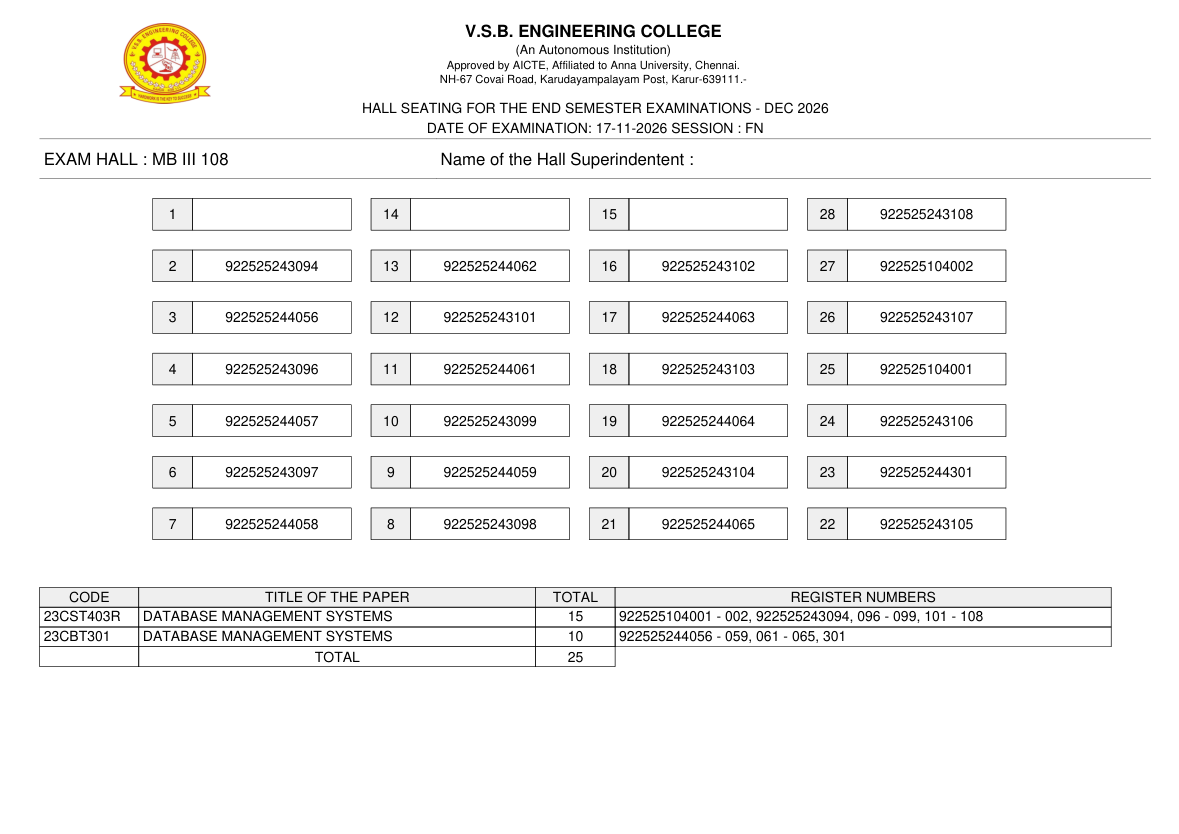 V.S.B. ENGINEERING COLLEGE
(An Autonomous Institution)
Approved by AICTE, Affiliated to Anna University, Chennai.
NH-67 Covai Road, Karudayampalayam Post, Karur-639111.-
HALL SEATING FOR THE END SEMESTER EXAMINATIONS - DEC 2026
DATE OF EXAMINATION: 17-11-2026 SESSION : FN
EXAM HALL : MB III 108 Name of the Hall Superintendent :
1 14 15 28 922525243108
2 922525243094 13 922525244062 16 922525243102 27 922525104002
3 922525244056 12 922525243101 17 922525244063 26 922525243107
4 922525243096 11 922525244061 18 922525243103 25 922525104001
5 922525244057 10 922525243099 19 922525244064 24 922525243106
6 922525243097 9 922525244059 20 922525243104 23 922525244301
7 922525244058 8 922525243098 21 922525244065 22 922525243105
CODE TITLE OF THE PAPER TOTAL REGISTER NUMBERS
23CST403R DATABASE MANAGEMENT SYSTEMS 15 922525104001 - 002, 922525243094, 096 - 099, 101 - 108
23CBT301 DATABASE MANAGEMENT SYSTEMS 10 922525244056 - 059, 061 - 065, 301
TOTAL 25